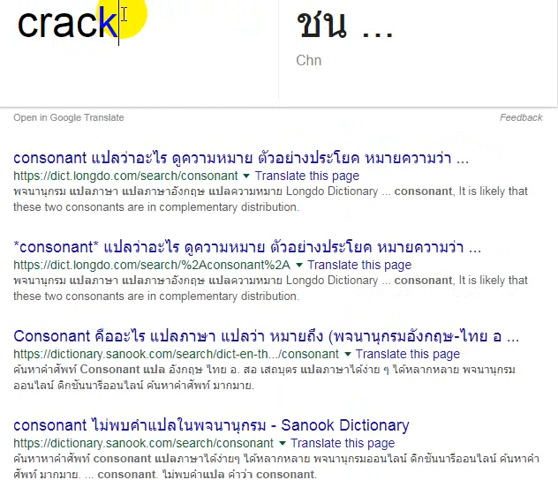 crack
ชน ...
Chn
Open in Google Translate
Feedback
consonant แปลว่าอะไร ดูความหมาย ตัวอย่างประโยค หมายความว่า ...
https://dict.longdo.com/search/consonant ▼ Translate this page
พจนานุกรม แปลภาษา แปลภาษาอังกฤษ แปลความหมาย Longdo Dictionary ... consonant, It is likely that
these two consonants are in complementary distribution.
*consonant* แปลว่าอะไร ดูความหมาย ตัวอย่างประโยค หมายความว่า ...
https://dict.longdo.com/search/%2Aconsonant%2A ▼ Translate this page
พจนานุกรม แปลภาษา แปลภาษาอังกฤษ แปลความหมาย Longdo Dictionary ... consonant, It is likely that
these two consonants are in complementary distribution.
Consonant คืออะไร แปลภาษา แปลว่า หมายถึง (พจนานุกรมอังกฤษ-ไทย อ ...
https://dictionary.sanook.com/search/dict-en-th.../consonant ▼ Translate this page
ค้นหาคำศัพท์ Consonant แปล อังกฤษ ไทย อ. สอ เสถบุตร แปลภาษาได้ง่าย ๆ ได้หลากหลาย พจนานุกรม
ออนไลน์ ดิกชันนารีออนไลน์ ค้นหาคำศัพท์ มากมาย.
consonant ไม่พบคำแปลในพจนานุกรม - Sanook Dictionary
https://dictionary.sanook.com/search/consonant ▼ Translate this page
ค้นหาหาคำศัพท์ consonant แปลภาษาได้ง่ายๆ ได้หลากหลาย พจนานุกรมออนไลน์ ดิกชันนารีออนไลน์ ค้นหาคำ
ศัพท์ มากมาย. ... consonant. ไม่พบคำแปล คำว่า consonant.